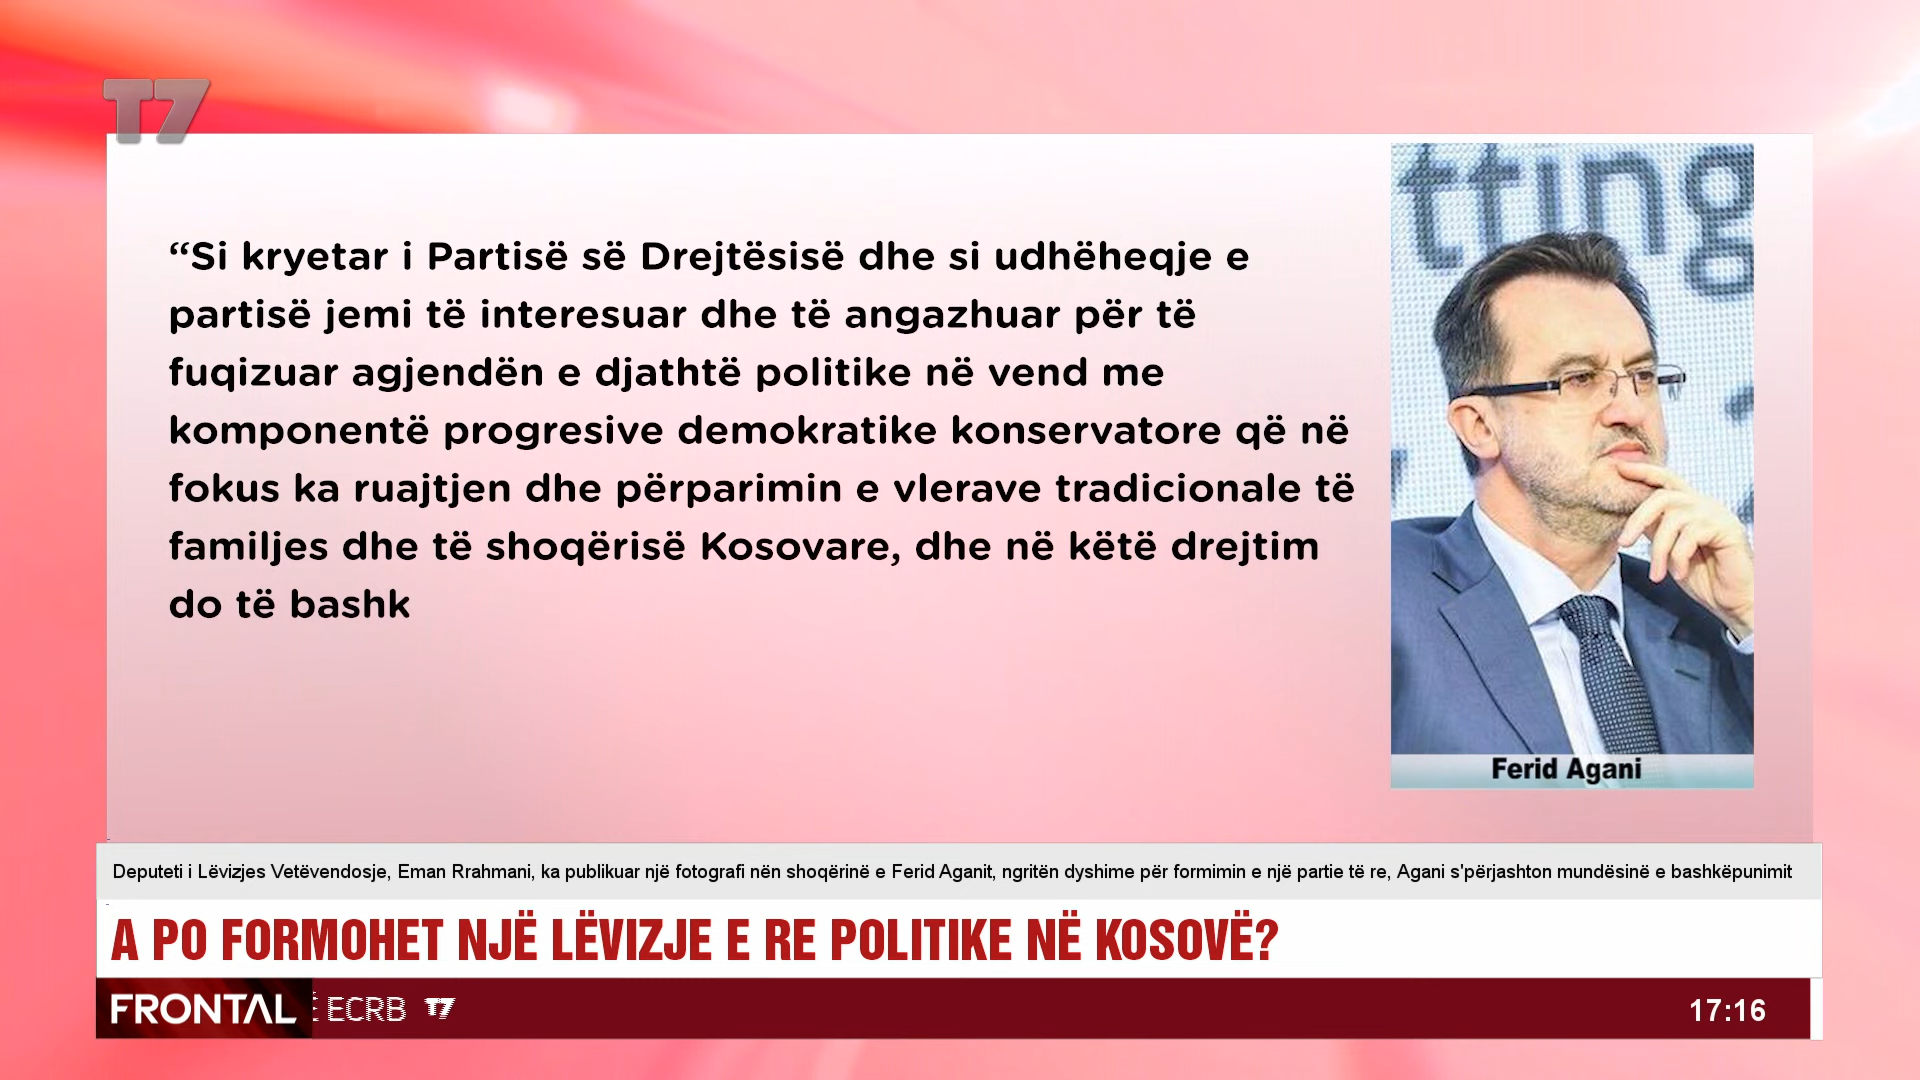 T7
tting
“Si kryetar i Partisë së Drejtësisë dhe si udhëheqje e
partisë jemi të interesuar dhe të angazhuar për të
fuqizuar agjendën e djathtë politike në vend me
komponentë progresive demokratike konservatore që në
fokus ka ruajtjen dhe përparimin e vlerave tradicionale të
familjes dhe të shoqërisë Kosovare, dhe në këtë drejtim
do të bashk
Ferid Agani
Deputeti i Lëvizjes Vetëvendosje, Eman Rrahmani, ka publikuar një fotografi nën shoqërinë e Ferid Aganit, ngritën dyshime për formimin e një partie të re, Agani s'përjashton mundësinë e bashkëpunimit
A PO FORMOHET NJË LËVIZJE E RE POLITIKE NË KOSOVË?
FRONTAL Ë ECRB T7 17:16